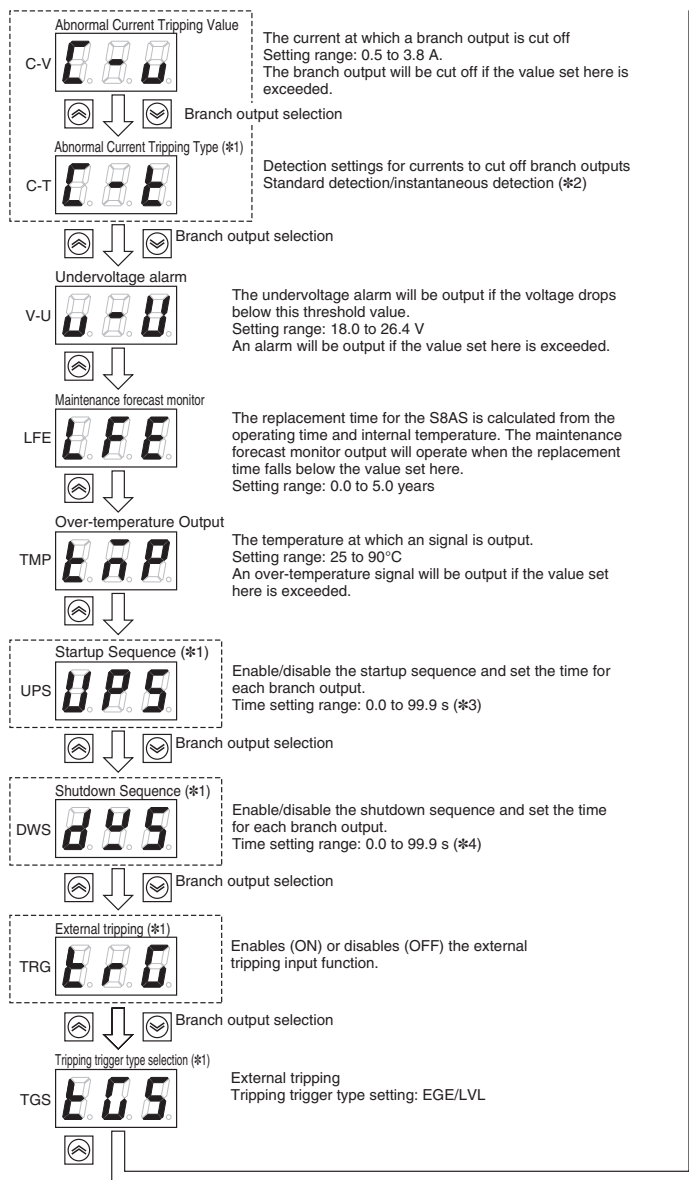 Abnormal Current Tripping Value
C-V
C-v
The current at which a branch output is cut off
Setting range: 0.5 to 3.8 A.
The branch output will be cut off if the value set here is
exceeded.
Branch output selection
Abnormal Current Tripping Type (✽1)
C-T
C-t
Detection settings for currents to cut off branch outputs
Standard detection/instantaneous detection (✽2)
Branch output selection
Undervoltage alarm
V-U
v-U
The undervoltage alarm will be output if the voltage drops
below this threshold value.
Setting range: 18.0 to 26.4 V
An alarm will be output if the value set here is exceeded.
Maintenance forecast monitor
LFE
LFE
The replacement time for the S8AS is calculated from the
operating time and internal temperature. The maintenance
forecast monitor output will operate when the replacement
time falls below the value set here.
Setting range: 0.0 to 5.0 years
Over-temperature Output
TMP
tmP
The temperature at which an signal is output.
Setting range: 25 to 90°C
An over-temperature signal will be output if the value set
here is exceeded.
Startup Sequence (✽1)
UPS
UPS
Enable/disable the startup sequence and set the time for
each branch output.
Time setting range: 0.0 to 99.9 s (✽3)
Branch output selection
Shutdown Sequence (✽1)
DWS
dwS
Enable/disable the shutdown sequence and set the time
for each branch output.
Time setting range: 0.0 to 99.9 s (✽4)
Branch output selection
External tripping (✽1)
TRG
trG
Enables (ON) or disables (OFF) the external
tripping input function.
Branch output selection
Tripping trigger type selection (✽1)
TGS
tGS
External tripping
Tripping trigger type setting: EGE/LVL